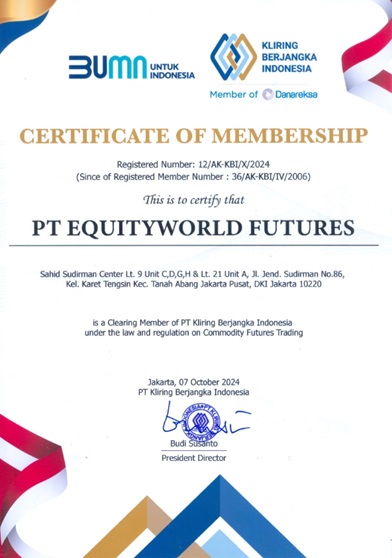 BUMN UNTUK INDONESIA
KLIRING
BERJANGKA
INDONESIA
Member of Danareksa
CERTIFICATE OF MEMBERSHIP
Registered Number: 12/AK-KBI/X/2024
(Since of Registered Member Number : 36/AK-KBI/IV/2006)
This is to certify that
PT EQUITYWORLD FUTURES
Sahid Sudirman Center Lt. 9 Unit C,D,G,H & Lt. 21 Unit A, Jl. Jend. Sudirman No.86,
Kel. Karet Tengsin Kec. Tanah Abang Jakarta Pusat, DKI Jakarta 10220
is a Clearing Member of PT Kliring Berjangka Indonesia
under the law and regulation on Commodity Futures Trading
Jakarta, 07 October 2024
PT Kliring Berjangka Indonesia
Budi Susanto
President Director